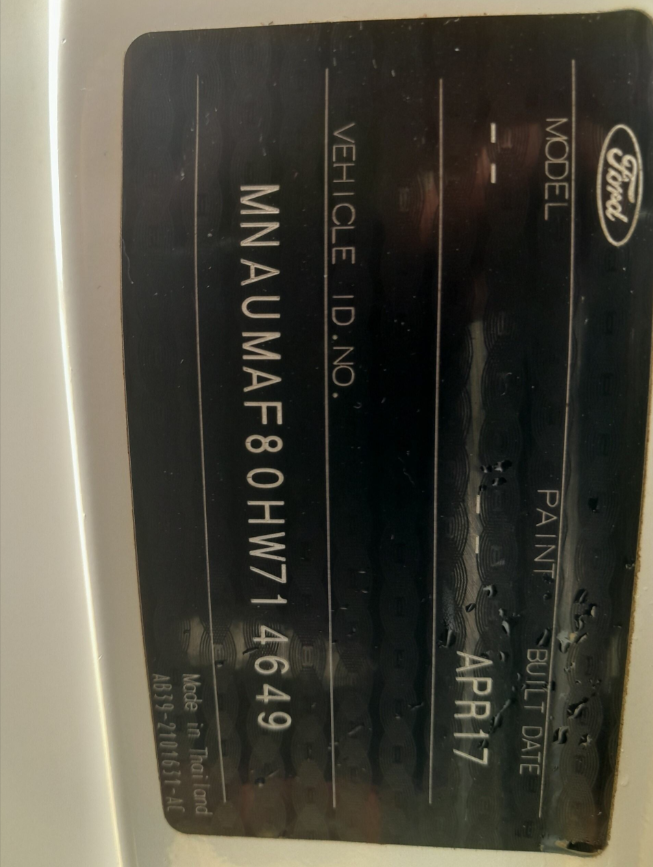 Ford
MODEL PAINT BUILT DATE
-- -- APR17
VEHICLE ID.NO.
MNAUMAF80HW714649
Made in Thailand
AB39-2101631-AC